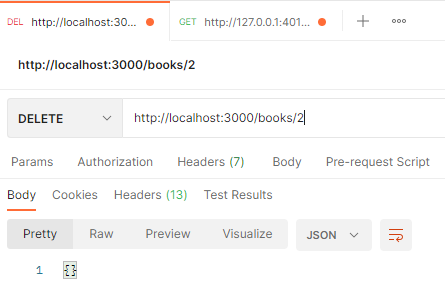 DEL http://localhost:30... GET http://127.0.0.1:401...
http://localhost:3000/books/2
DELETE http://localhost:3000/books/2
Params Authorization Headers (7) Body Pre-request Script
Body Cookies Headers (13) Test Results
Pretty Raw Preview Visualize JSON
1 {}